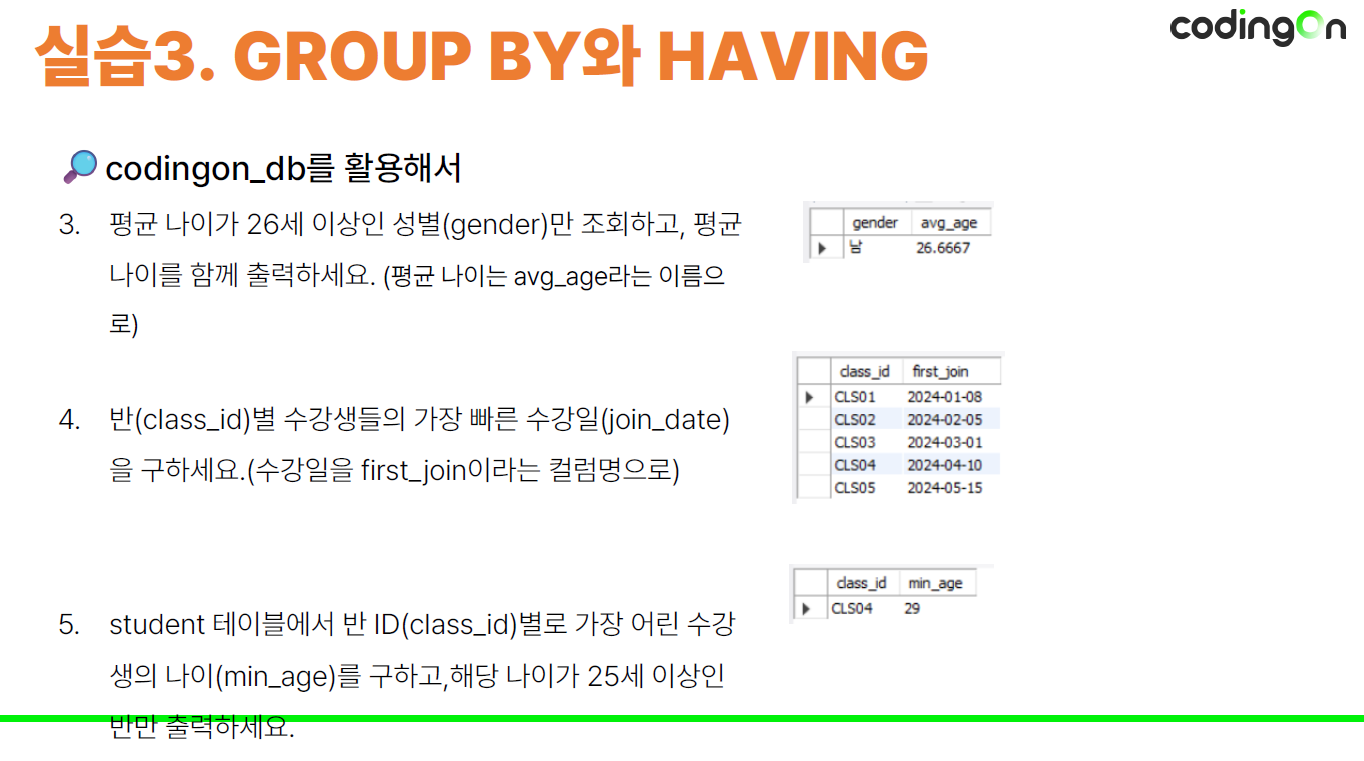 실습3. GROUP BY와 HAVING
codingOn
codingon_db를 활용해서
3. 평균 나이가 26세 이상인 성별(gender)만 조회하고, 평균
나이를 함께 출력하세요. (평균 나이는 avg_age라는 이름으
로)
gender avg_age
남 26.6667
4. 반(class_id)별 수강생들의 가장 빠른 수강일(join_date)
을 구하세요.(수강일을 first_join이라는 컬럼명으로)
class_id first_join
CLS01 2024-01-08
CLS02 2024-02-05
CLS03 2024-03-01
CLS04 2024-04-10
CLS05 2024-05-15
5. student 테이블에서 반 ID(class_id)별로 가장 어린 수강
생의 나이(min_age)를 구하고,해당 나이가 25세 이상인
반만 출력하세요.
class_id min_age
CLS04 29